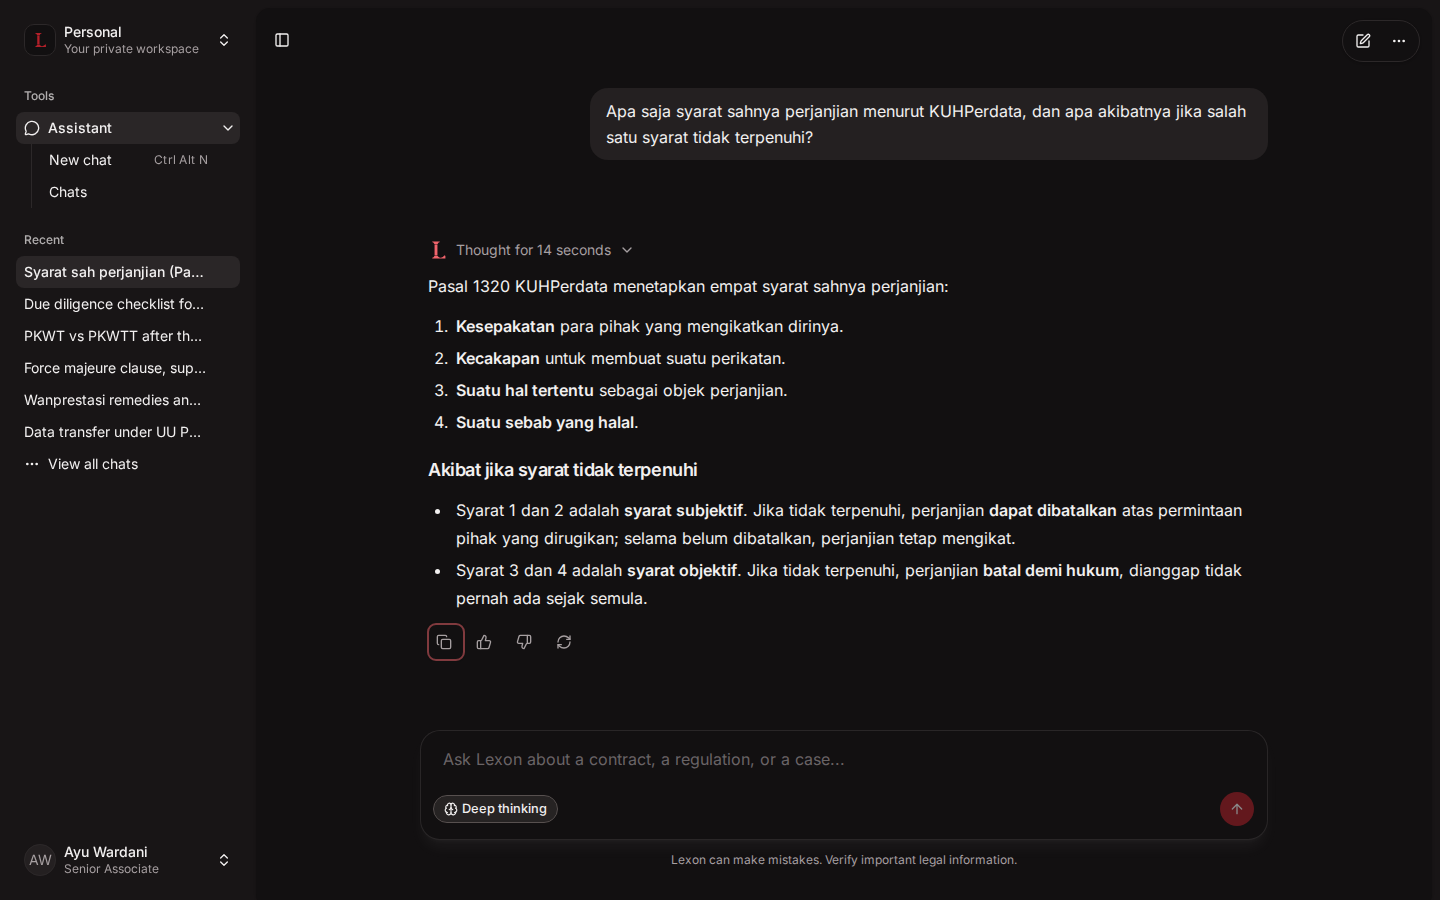 L
Personal
Your private workspace
Tools
Assistant
New chat Ctrl Alt N
Chats
Recent
Syarat sah perjanjian (Pa...
Due diligence checklist fo...
PKWT vs PKWTT after th...
Force majeure clause, sup...
Wanprestasi remedies an...
Data transfer under UU P...
View all chats
AW
Ayu Wardani
Senior Associate
Apa saja syarat sahnya perjanjian menurut KUHPerdata, dan apa akibatnya jika salah
satu syarat tidak terpenuhi?
L Thought for 14 seconds
Pasal 1320 KUHPerdata menetapkan empat syarat sahnya perjanjian:
1. Kesepakatan para pihak yang mengikatkan dirinya.
2. Kecakapan untuk membuat suatu perikatan.
3. Suatu hal tertentu sebagai objek perjanjian.
4. Suatu sebab yang halal.
Akibat jika syarat tidak terpenuhi
• Syarat 1 dan 2 adalah syarat subjektif. Jika tidak terpenuhi, perjanjian dapat dibatalkan atas permintaan
pihak yang dirugikan; selama belum dibatalkan, perjanjian tetap mengikat.
• Syarat 3 dan 4 adalah syarat objektif. Jika tidak terpenuhi, perjanjian batal demi hukum, dianggap tidak
pernah ada sejak semula.
Ask Lexon about a contract, a regulation, or a case...
Deep thinking
Lexon can make mistakes. Verify important legal information.